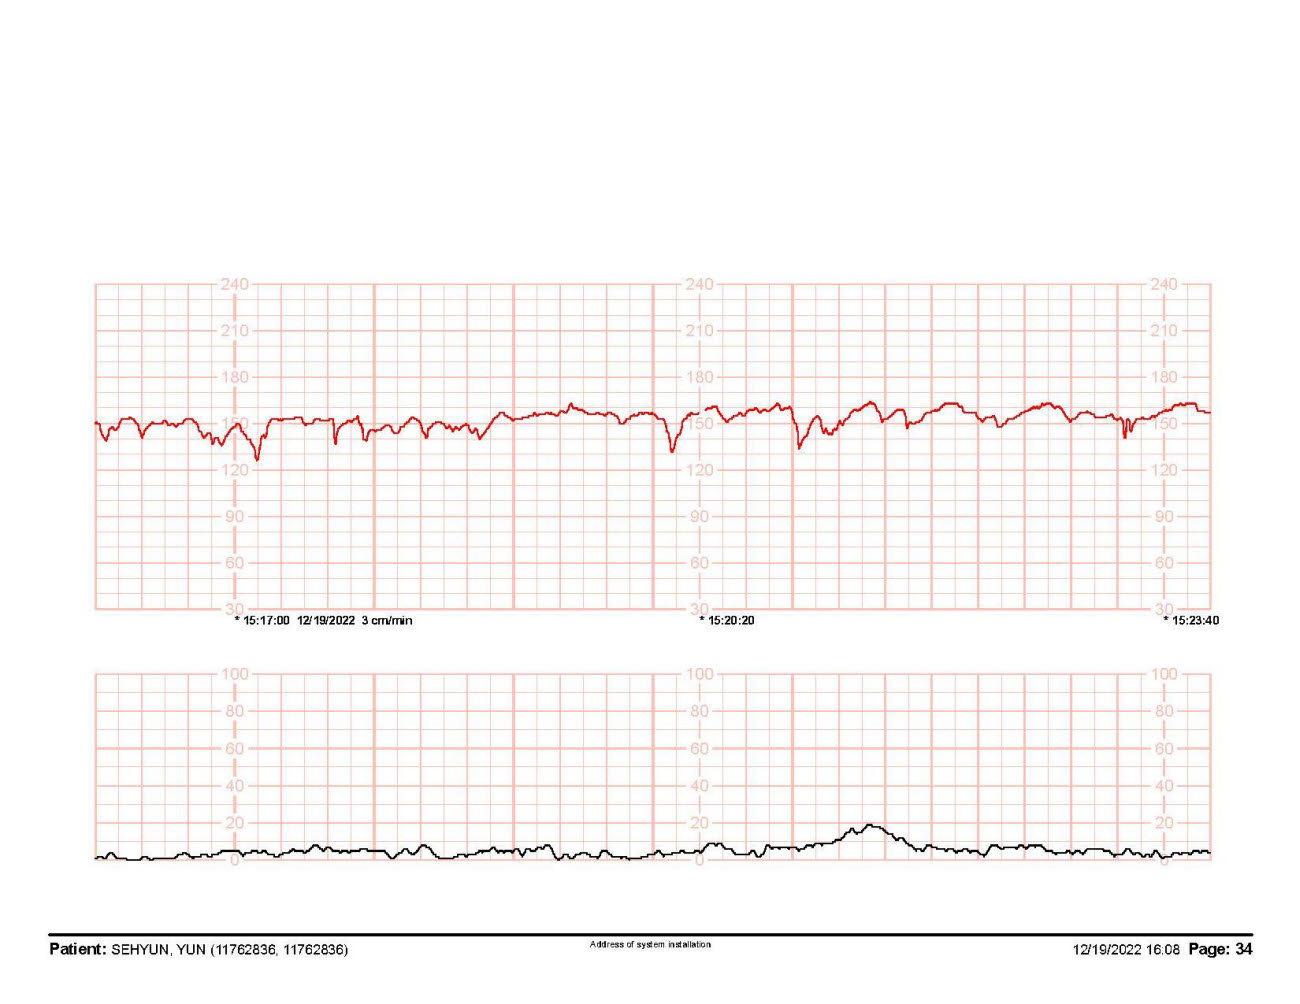 240 240 240
210 210 210
180 180 180
150 150 150
120 120 120
90 90 90
60 60 60
30 30 30
* 15:17:00 12/19/2022 3 cm/min * 15:20:20 * 15:23:40
100 100 100
80 80 80
60 60 60
40 40 40
20 20 20
0 0 0
Patient: SEHYUN, YUN (11762836, 11762836) Address of system installation 12/19/2022 16:08 Page: 34